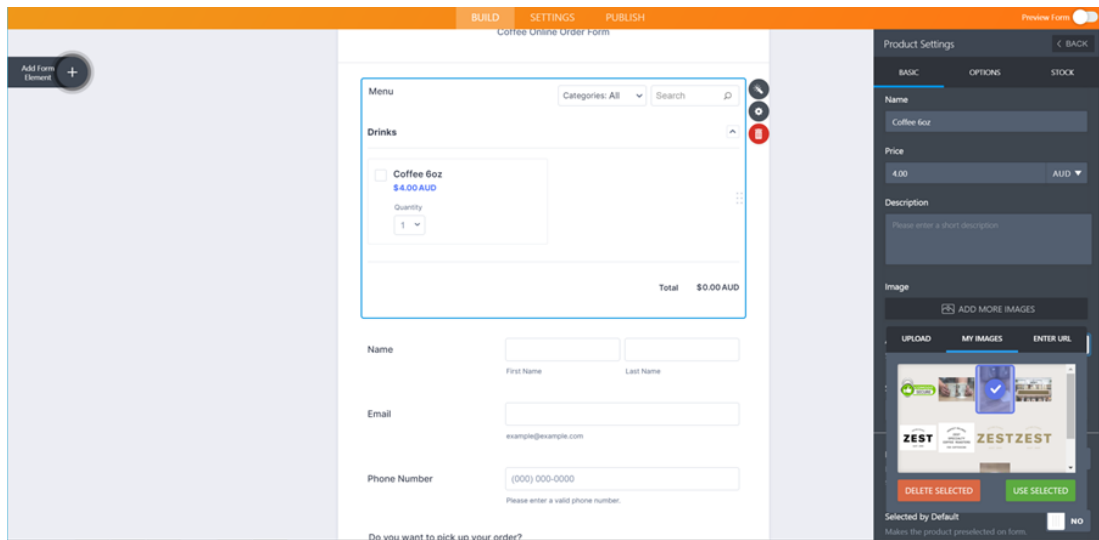 BUILD SETTINGS PUBLISH
Preview Form
Coffee Online Order Form
Add Form
Element
Menu
Categories: All
Search
Drinks
Coffee 6oz
$4.00 AUD
Quantity
1
Total $0.00 AUD
Name
First Name Last Name
Email
example@example.com
Phone Number
(000) 000-0000
Please enter a valid phone number.
Do you want to pick up your order?
Product Settings
BACK
BASIC OPTIONS STOCK
Name
Coffee 6oz
Price
4.00 AUD
Description
Please enter a short description
Image
ADD MORE IMAGES
UPLOAD MY IMAGES ENTER URL
ZEST ZEST ZEST
DELETE SELECTED USE SELECTED
Selected by Default
NO
Makes the product preselected on form